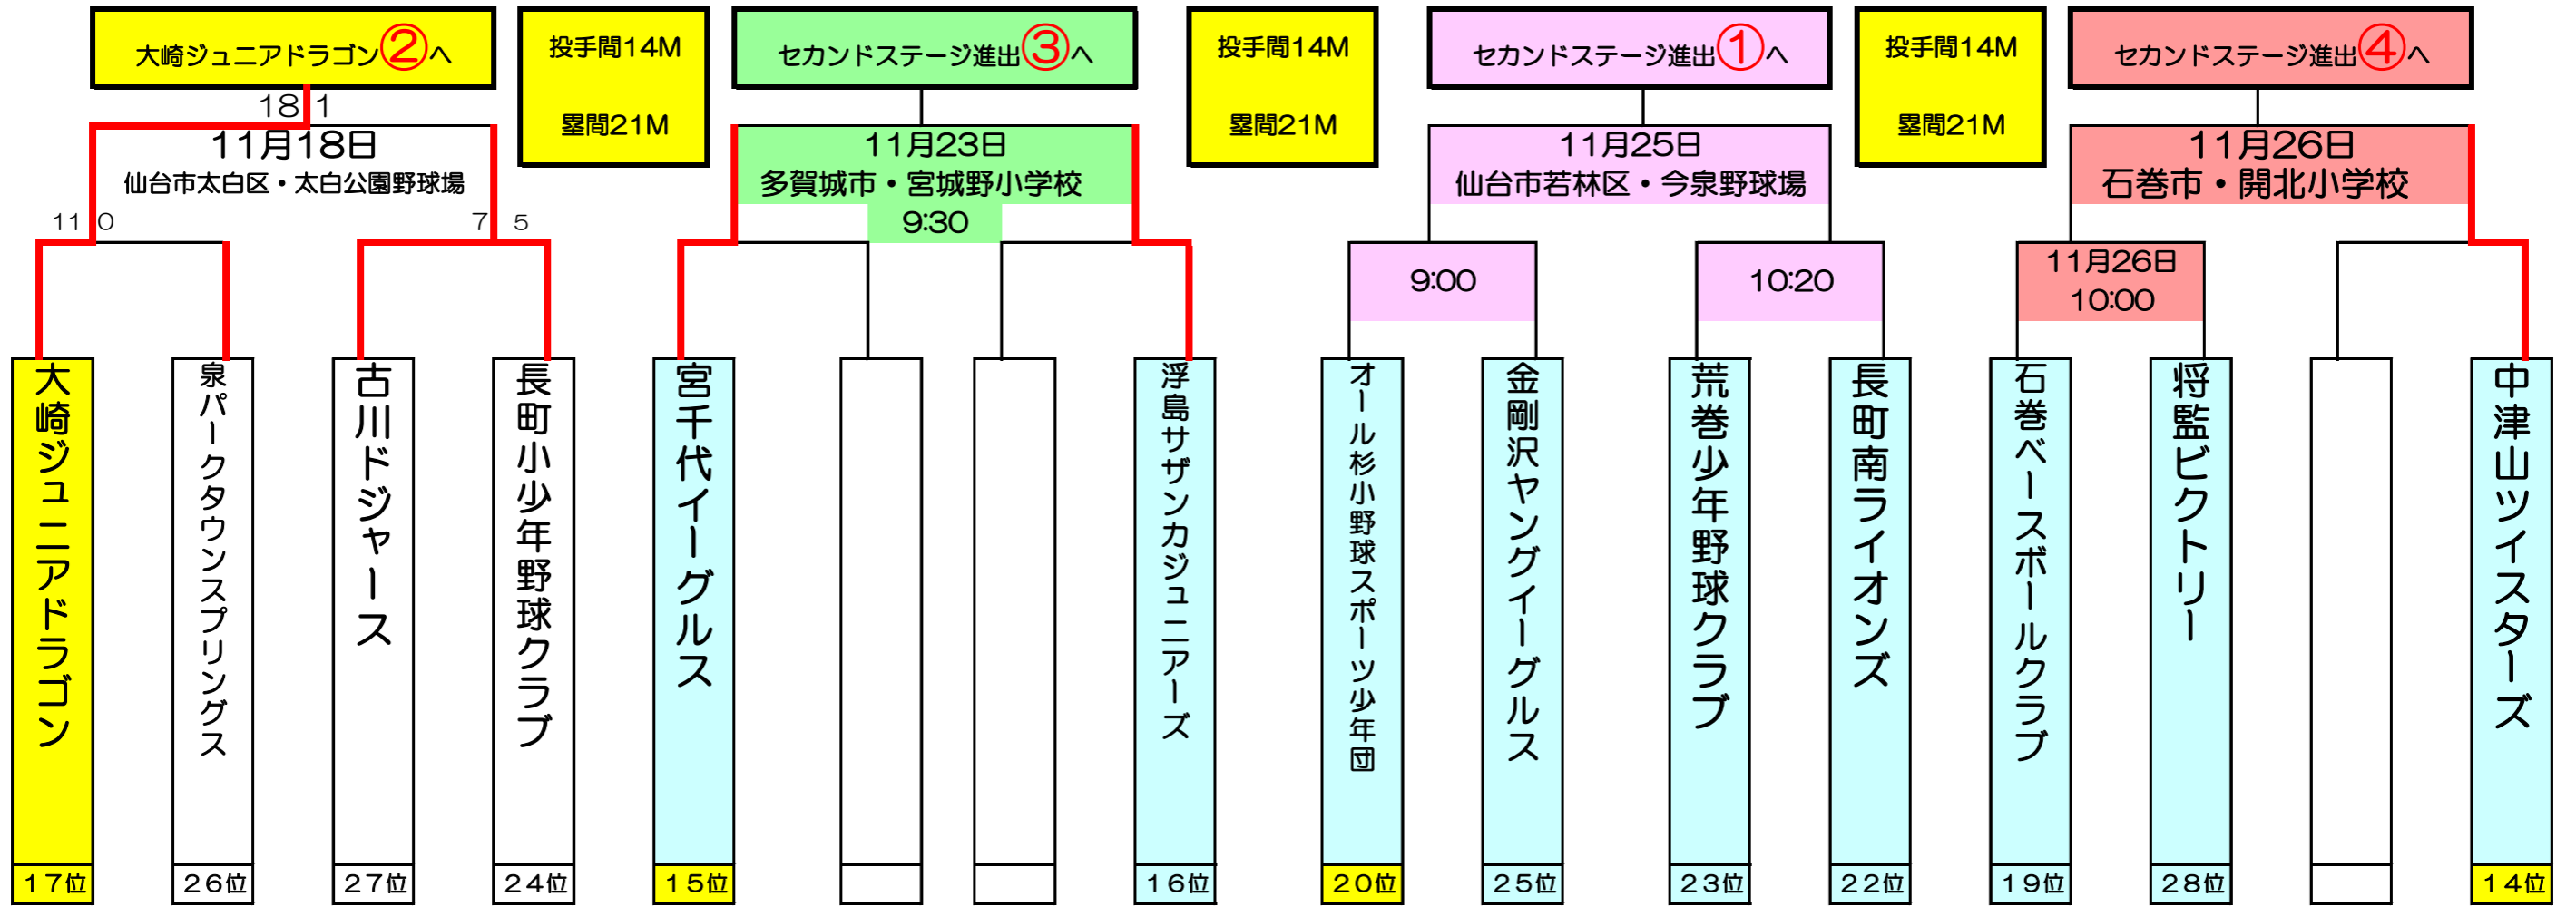 大崎ジュニアドラゴン②へ
投手間14M
塁間21M
セカンドステージ進出③へ
投手間14M
塁間21M
セカンドステージ進出①へ
投手間14M
塁間21M
セカンドステージ進出④へ
18 1
11月18日
仙台市太白区・太白公園野球場
11月23日
多賀城市・宮城野小学校
9:30
11月25日
仙台市若林区・今泉野球場
11月26日
石巻市・開北小学校
11 0
7 5
9:00
10:20
11月26日
10:00
大崎ジュニアドラゴン
泉パークタウンスプリングス
古川ドジャース
長町小少年野球クラブ
宮千代イーグルス
浮島サザンカジュニアーズ
オール杉小野球スポーツ少年団
金剛沢ヤングイーグルス
荒巻少年野球クラブ
長町南ライオンズ
石巻ベースボールクラブ
将監ビクトリー
中津山ツイスターズ
17位
26位
27位
24位
15位
16位
20位
25位
23位
22位
19位
28位
14位